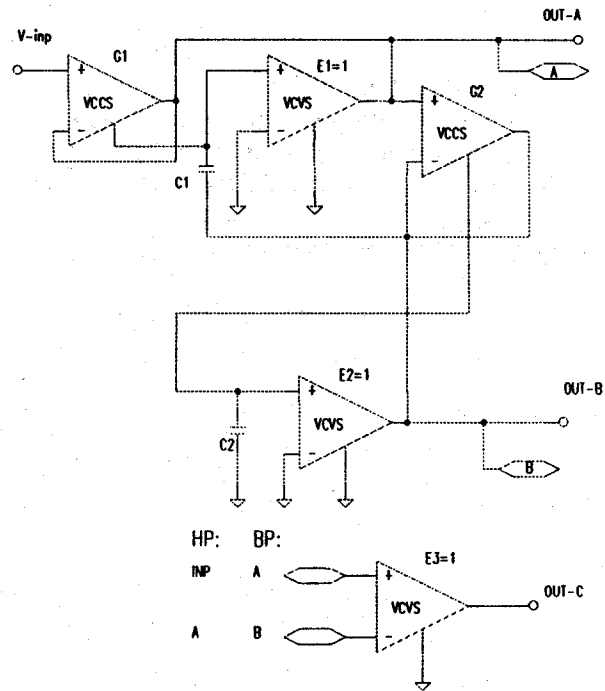 OUT-A
V-inp
G1
E1=1
G2
A
+
+
+
VCCS
VCVS
VCCS
-
-
-
C1
E2=1
+
VCVS
OUT-B
C2
-
B
HP: BP:
E3=1
INP A
+
VCVS
OUT-C
A B
-